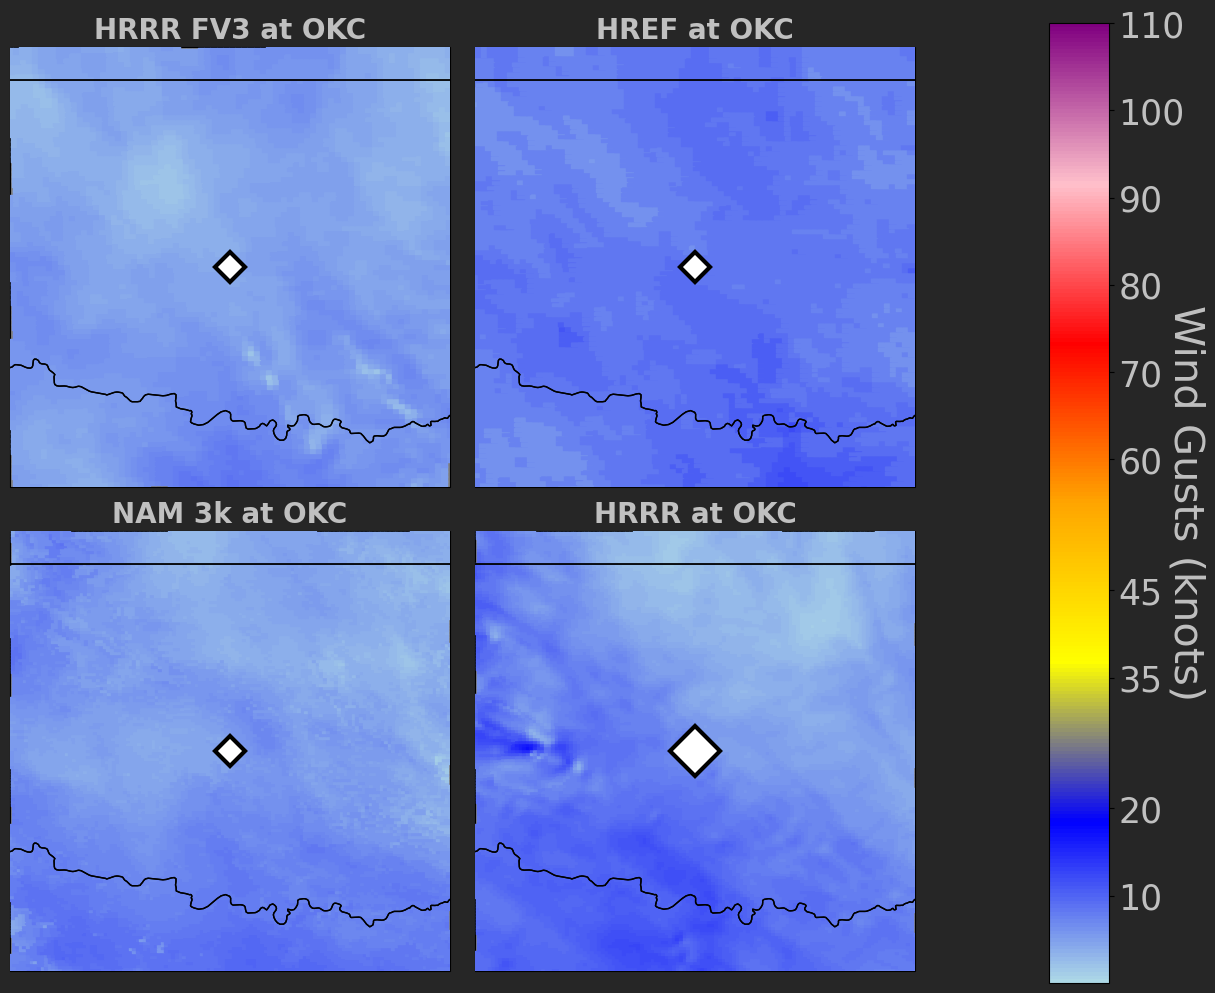 HRRR FV3 at OKC
HREF at OKC
NAM 3k at OKC
HRRR at OKC
110
100
90
80
70
60
45
35
20
10
Wind Gusts (knots)